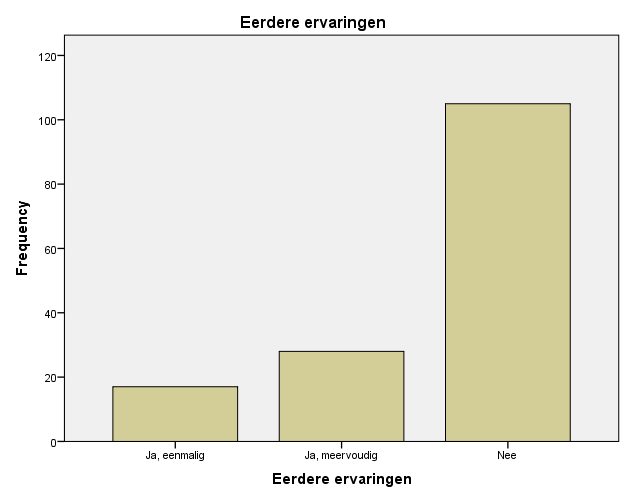 Eerdere ervaringen
120
100
80
60
40
20
0
Frequency
Ja, eenmalig
Ja, meervoudig
Nee
Eerdere ervaringen